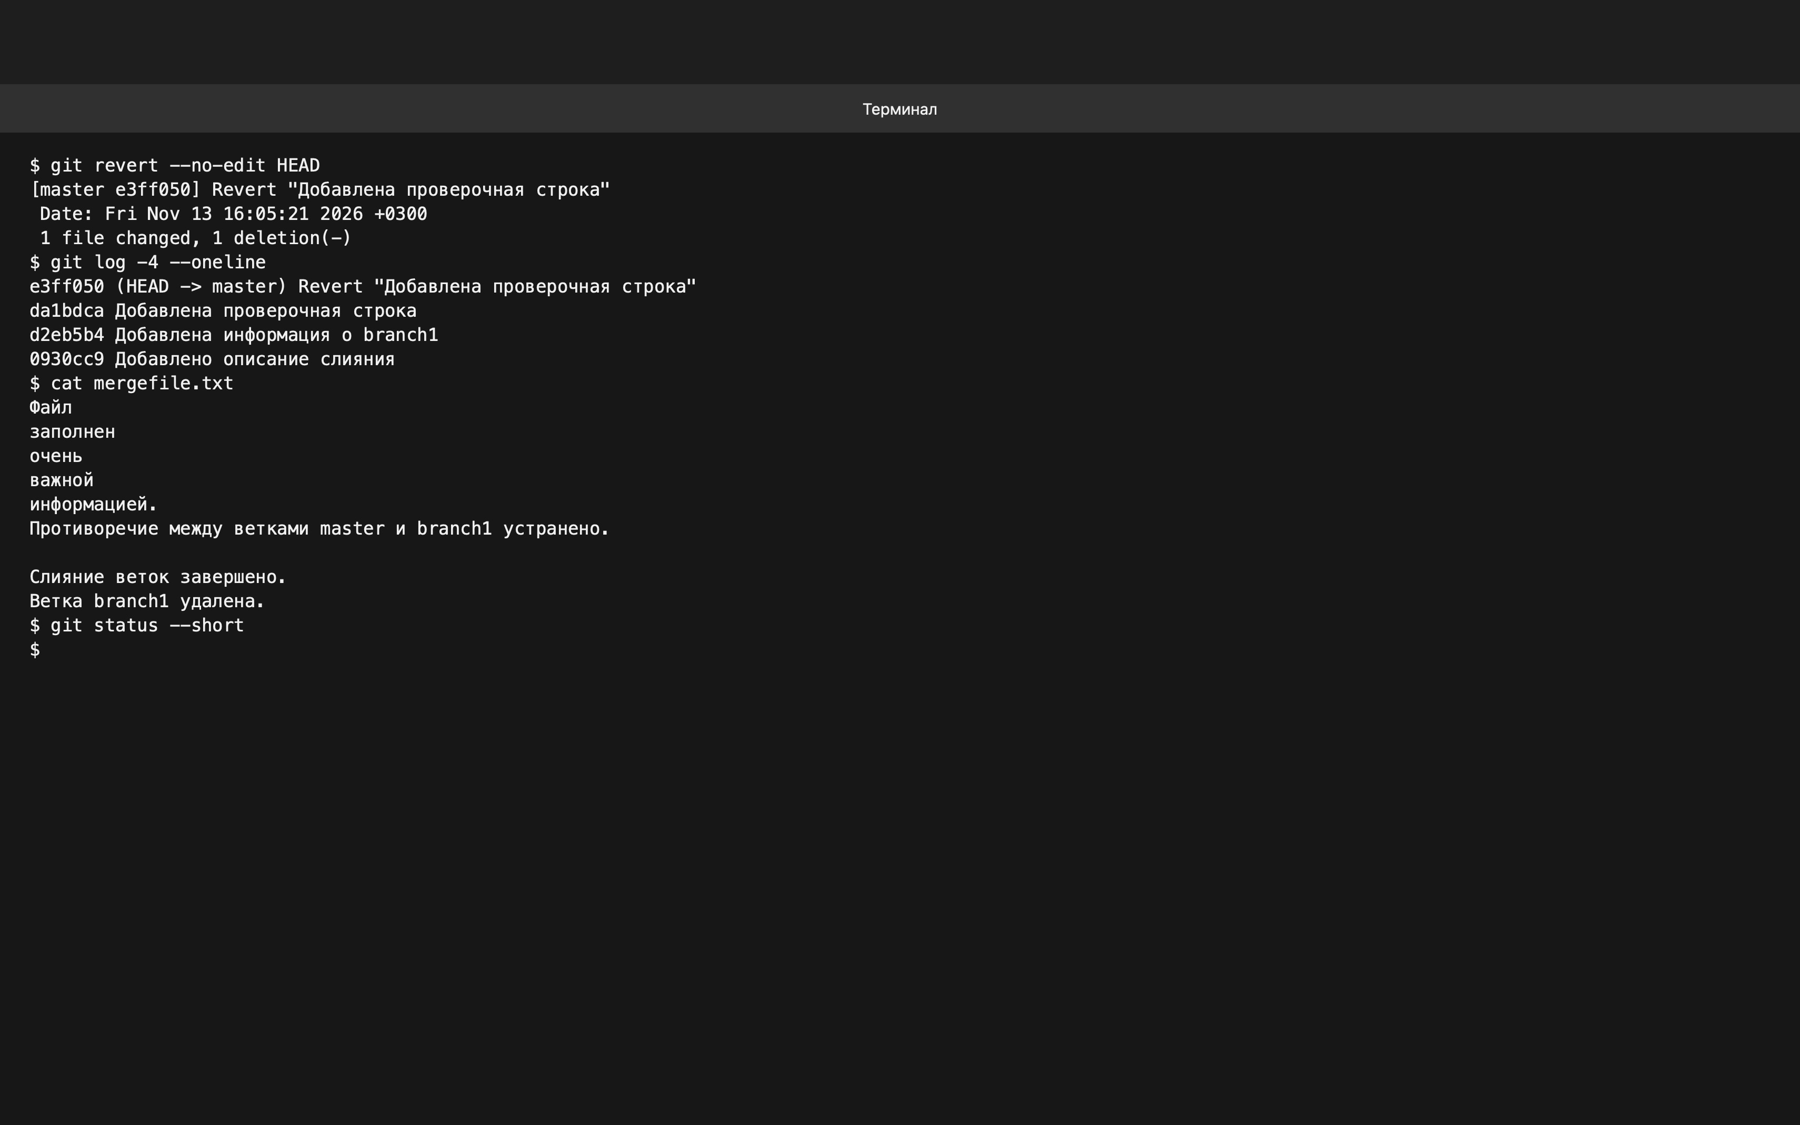 Терминал
$ git revert --no-edit HEAD
[master e3ff050] Revert "Добавлена проверочная строка"
 Date: Fri Nov 13 16:05:21 2026 +0300
 1 file changed, 1 deletion(-)
$ git log -4 --oneline
e3ff050 (HEAD -> master) Revert "Добавлена проверочная строка"
da1bdca Добавлена проверочная строка
d2eb5b4 Добавлена информация о branch1
0930cc9 Добавлено описание слияния
$ cat mergefile.txt
Файл
заполнен
очень
важной
информацией.
Противоречие между ветками master и branch1 устранено.

Слияние веток завершено.
Ветка branch1 удалена.
$ git status --short
$